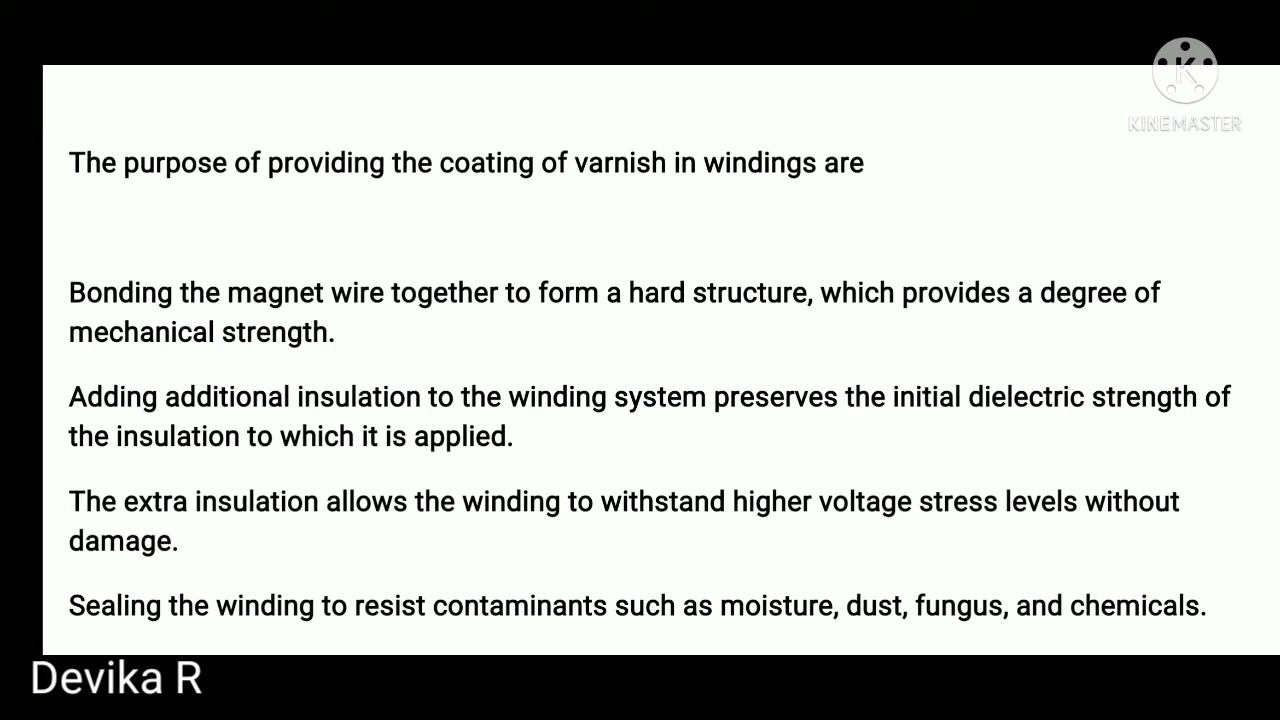 K
KINEMASTER
The purpose of providing the coating of varnish in windings are
Bonding the magnet wire together to form a hard structure, which provides a degree of
mechanical strength.
Adding additional insulation to the winding system preserves the initial dielectric strength of
the insulation to which it is applied.
The extra insulation allows the winding to withstand higher voltage stress levels without
damage.
Sealing the winding to resist contaminants such as moisture, dust, fungus, and chemicals.
Devika R